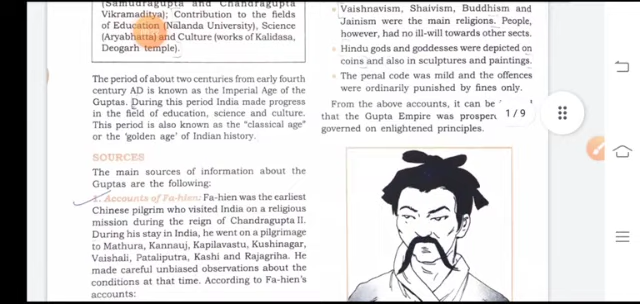 (Samudragupta and Chandragupta
Vikramaditya); Contribution to the fields
of Education (Nalanda University), Science
(Aryabhatta) and Culture (works of Kalidasa,
Deogarh temple).
The period of about two centuries from early fourth
century AD is known as the Imperial Age of the
Guptas. During this period India made progress
in the field of education, science and culture.
This period is also known as the "classical age"
or the 'golden age' of Indian history.
SOURCES
The main sources of information about the
Guptas are the following:
1. Accounts of Fa-hien: Fa-hien was the earliest
Chinese pilgrim who visited India on a religious
mission during the reign of Chandragupta II.
During his stay in India, he went on a pilgrimage
to Mathura, Kannauj, Kapilavastu, Kushinagar,
Vaishali, Pataliputra, Kashi and Rajagriha. He
made careful unbiased observations about the
conditions at that time. According to Fa-hien's
accounts:
• Vaishnavism, Shaivism, Buddhism and
Jainism were the main religions. People,
however, had no ill-will towards other sects.
• Hindu gods and goddesses were depicted on
coins and also in sculptures and paintings.
• The penal code was mild and the offences
were ordinarily punished by fines only.
From the above accounts, it can be
that the Gupta Empire was prosper
governed on enlightened principles.
1/9